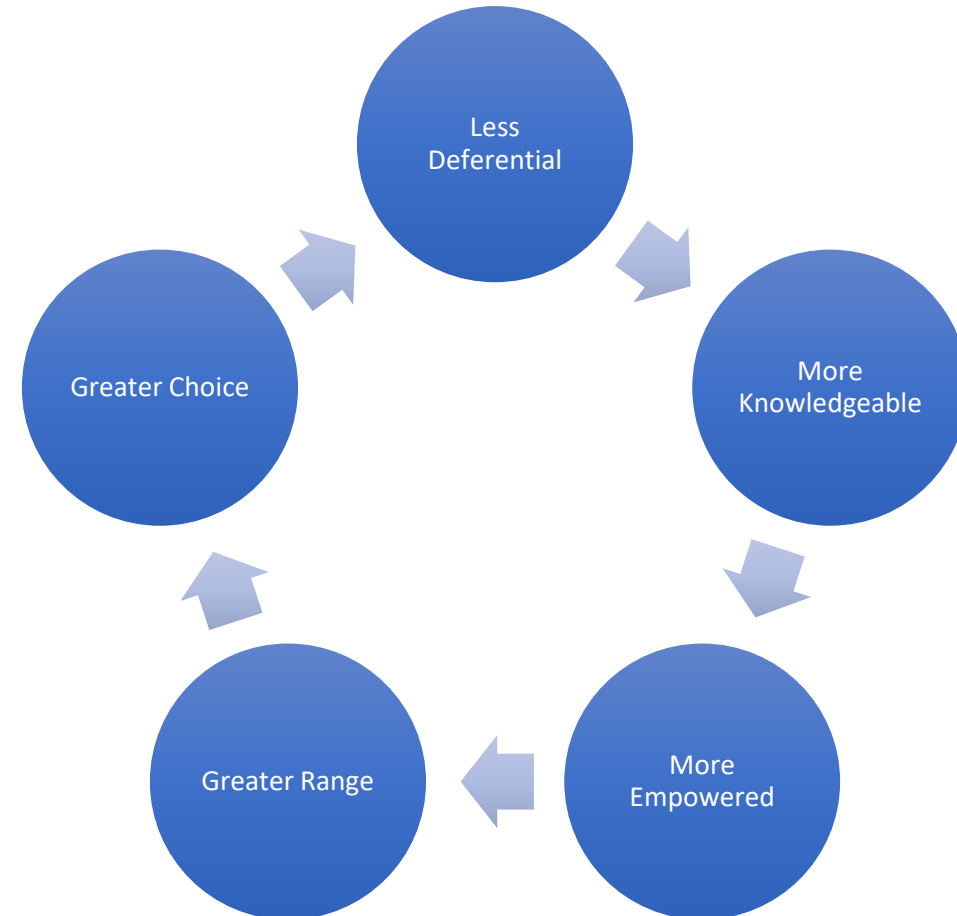 Less
Deferential
More
Knowledgeable
More
Empowered
Greater Range
Greater Choice